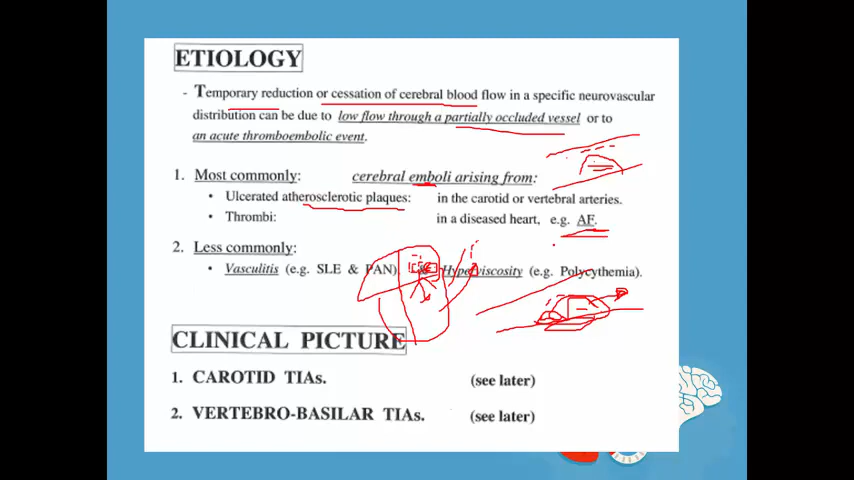 ETIOLOGY
- Temporary reduction or cessation of cerebral blood flow in a specific neurovascular
distribution can be due to low flow through a partially occluded vessel or to
an acute thromboembolic event.
1. Most commonly: cerebral emboli arising from:
• Ulcerated atherosclerotic plaques: in the carotid or vertebral arteries.
• Thrombi: in a diseased heart, e.g. AF.
2. Less commonly:
• Vasculitis (e.g. SLE & PAN). & Hyperviscosity (e.g. Polycythemia).
CLINICAL PICTURE
1. CAROTID TIAs. (see later)
2. VERTEBRO-BASILAR TIAs. (see later)